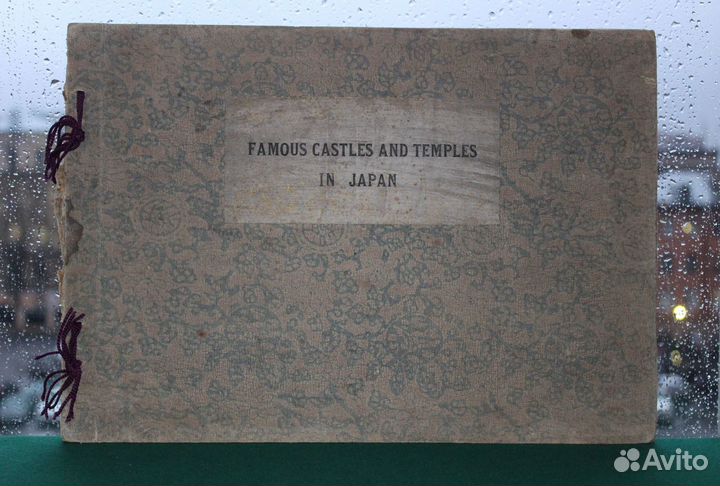 FAMOUS CASTLES AND TEMPLES
IN JAPAN
Avito